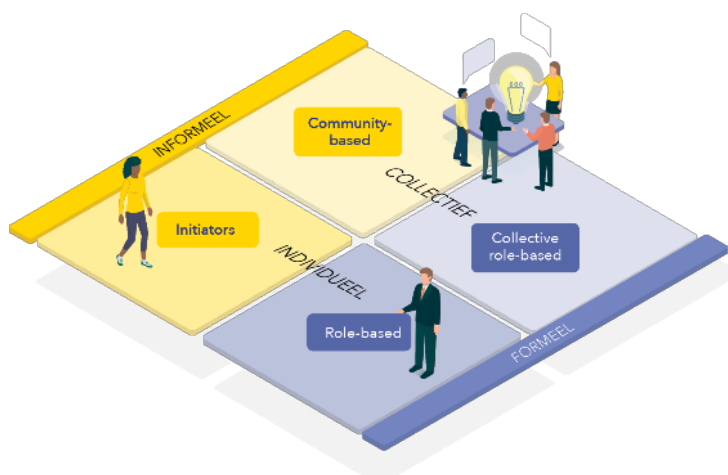 INFORMEEL
Community-
based
COLLECTIEF
Initiators
Collective
role-based
INDIVIDUEEL
Role-based
FORMEEL